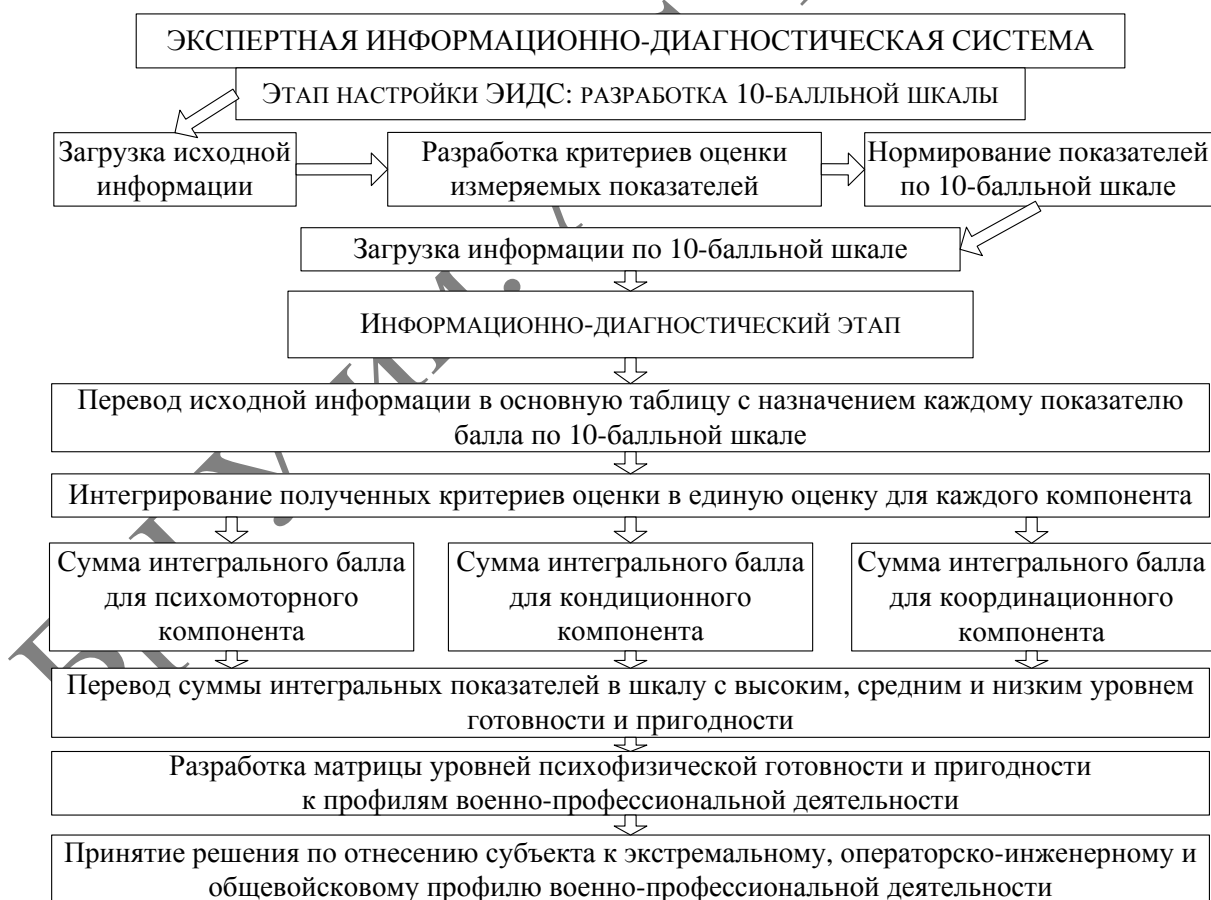 ЭКСПЕРТНАЯ ИНФОРМАЦИОННО-ДИАГНОСТИЧЕСКАЯ СИСТЕМА
ЭТАП НАСТРОЙКИ ЭИДС: РАЗРАБОТКА 10-БАЛЛЬНОЙ ШКАЛЫ
Загрузка исходной
информации
Разработка критериев оценки
измеряемых показателей
Нормирование показателей
по 10-балльной шкале
Загрузка информации по 10-балльной шкале
ИНФОРМАЦИОННО-ДИАГНОСТИЧЕСКИЙ ЭТАП
Перевод исходной информации в основную таблицу с назначением каждому показателю
балла по 10-балльной шкале
Интегрирование полученных критериев оценки в единую оценку для каждого компонента
Сумма интегрального балла
для психомоторного
компонента
Сумма интегрального балла
для кондиционного
компонента
Сумма интегрального балла
для координационного
компонента
Перевод суммы интегральных показателей в шкалу с высоким, средним и низким уровнем
готовности и пригодности
Разработка матрицы уровней психофизической готовности и пригодности
к профилям военно-профессиональной деятельности
Принятие решения по отнесению субъекта к экстремальному, операторско-инженерному и
общевойсковому профилю военно-профессиональной деятельности